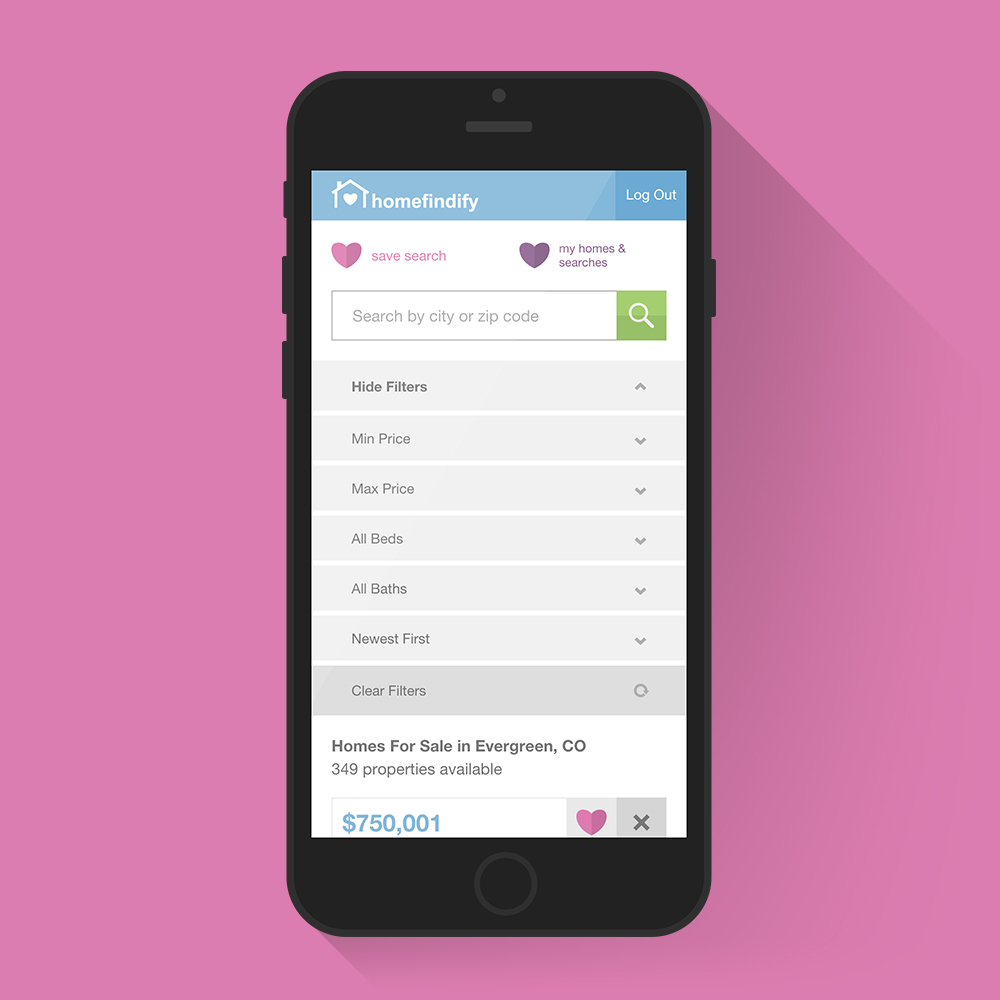 homefindify
Log Out
save search
my homes &
searches
Search by city or zip code
Hide Filters
Min Price
Max Price
All Beds
All Baths
Newest First
Clear Filters
Homes For Sale in Evergreen, CO
349 properties available
$750,001